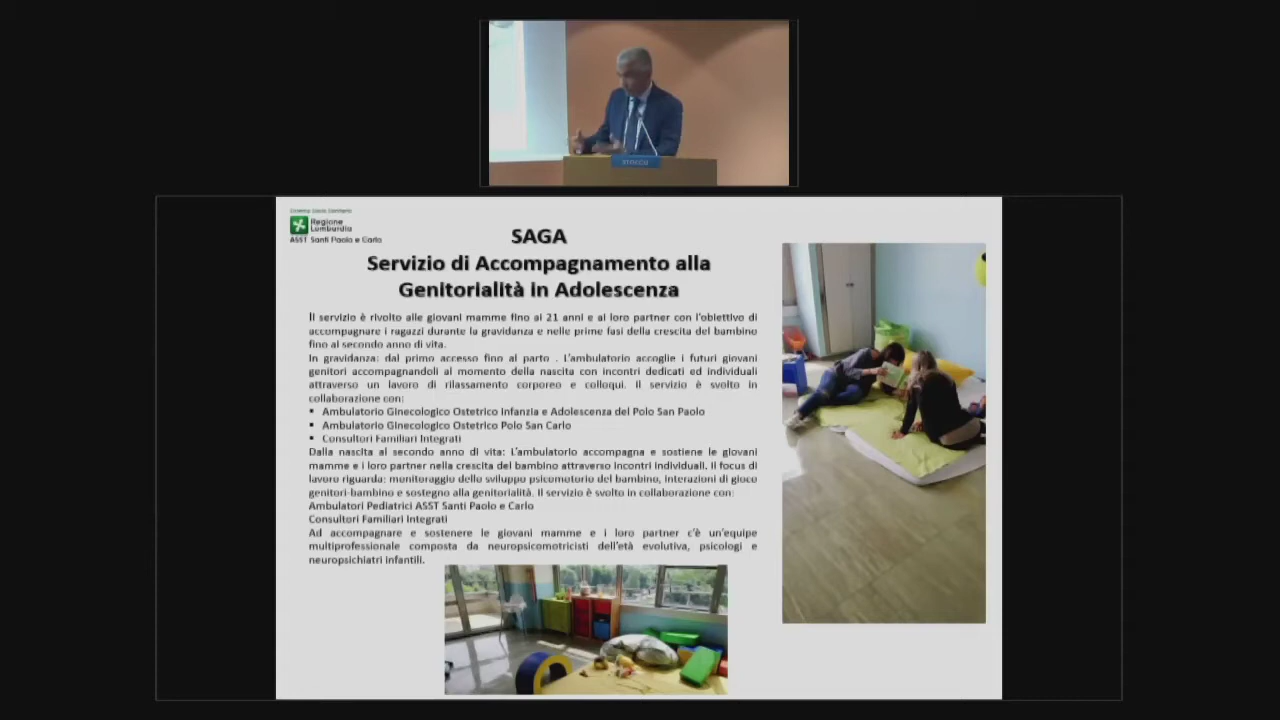 STOCCO
Sistema Socio Sanitario
Regione
Lombardia
ASST Santi Paolo e Carlo
SAGA
Servizio di Accompagnamento alla
Genitorialità in Adolescenza
Il servizio è rivolto alle giovani mamme fino ai 21 anni e ai loro partner con l'obiettivo di
accompagnare i ragazzi durante la gravidanza e nelle prime fasi della crescita del bambino
fino al secondo anno di vita.
In gravidanza: dal primo accesso fino al parto . L'ambulatorio accoglie i futuri giovani
genitori accompagnandoli al momento della nascita con incontri dedicati ed individuali
attraverso un lavoro di rilassamento corporeo e colloqui. Il servizio è svolto in
collaborazione con:
▪ Ambulatorio Ginecologico Ostetrico Infanzia e Adolescenza del Polo San Paolo
▪ Ambulatorio Ginecologico Ostetrico Polo San Carlo
▪ Consultori Familiari Integrati
Dalla nascita al secondo anno di vita: L'ambulatorio accompagna e sostiene le giovani
mamme e i loro partner nella crescita del bambino attraverso incontri individuali. Il focus di
lavoro riguarda: monitoraggio dello sviluppo psicomotorio del bambino, interazioni di gioco
genitori-bambino e sostegno alla genitorialità. Il servizio è svolto in collaborazione con:
Ambulatori Pediatrici ASST Santi Paolo e Carlo
Consultori Familiari Integrati
Ad accompagnare e sostenere le giovani mamme e i loro partner c'è un'equipe
multiprofessionale composta da neuropsicomotricisti dell'età evolutiva, psicologi e
neuropsichiatri infantili.